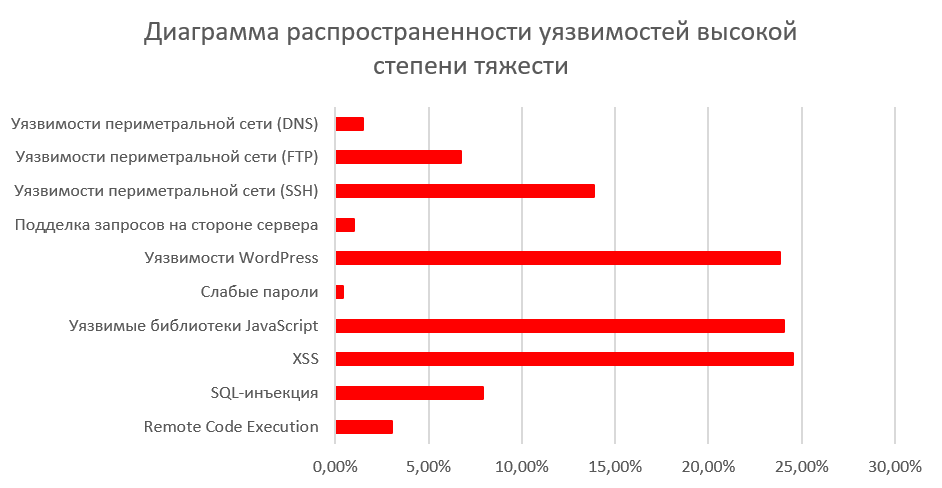 Диаграмма распространенности уязвимостей высокой
степени тяжести
Уязвимости периметральной сети (DNS)
Уязвимости периметральной сети (FTP)
Уязвимости периметральной сети (SSH)
Подделка запросов на стороне сервера
Уязвимости WordPress
Слабые пароли
Уязвимые библиотеки JavaScript
XSS
SQL-инъекция
Remote Code Execution
0,00% 5,00% 10,00% 15,00% 20,00% 25,00% 30,00%